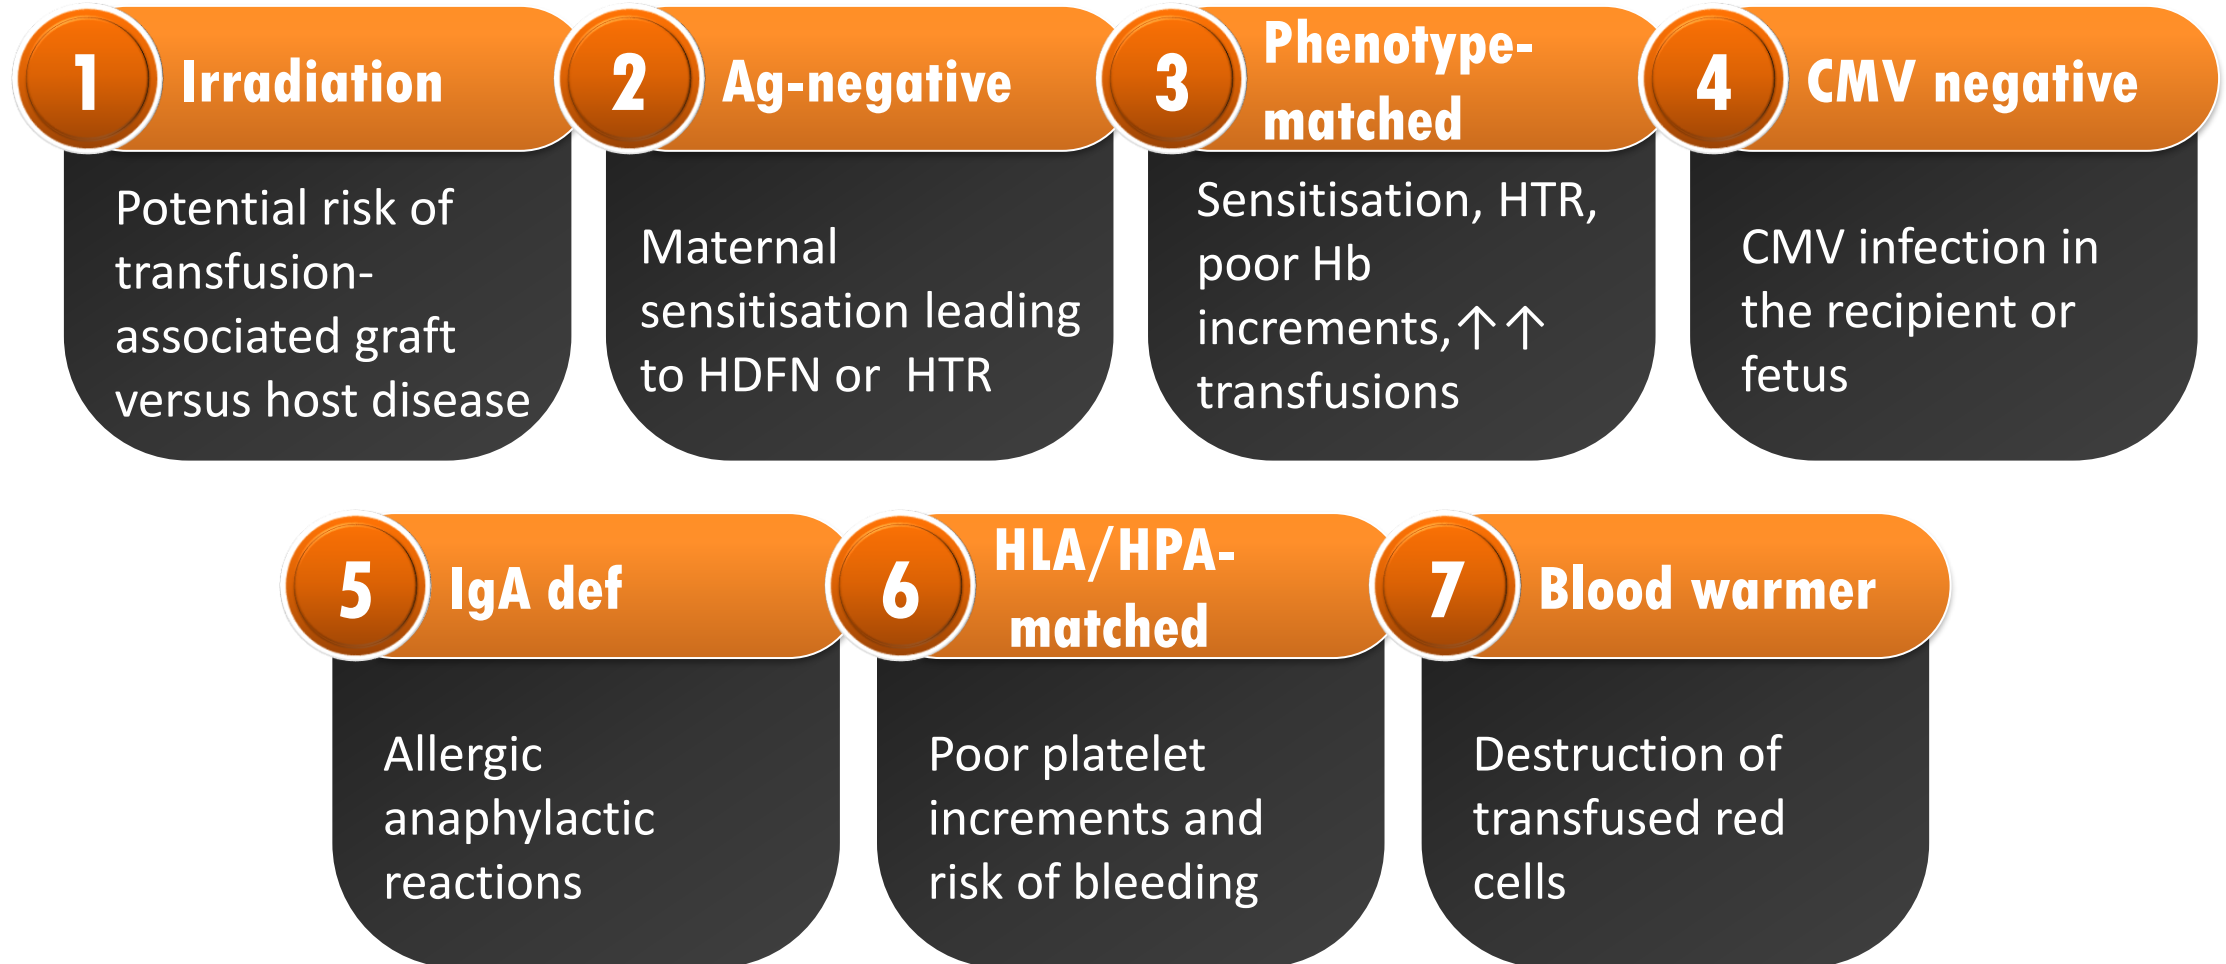 1 Irradiation
Potential risk of
transfusion-
associated graft
versus host disease
2 Ag-negative
Maternal
sensitisation leading
to HDFN or HTR
3 Phenotype-
matched
Sensitisation, HTR,
poor Hb
increments,↑↑
transfusions
4 CMV negative
CMV infection in
the recipient or
fetus
5 IgA def
Allergic
anaphylactic
reactions
6 HLA/HPA-
matched
Poor platelet
increments and
risk of bleeding
7 Blood warmer
Destruction of
transfused red
cells